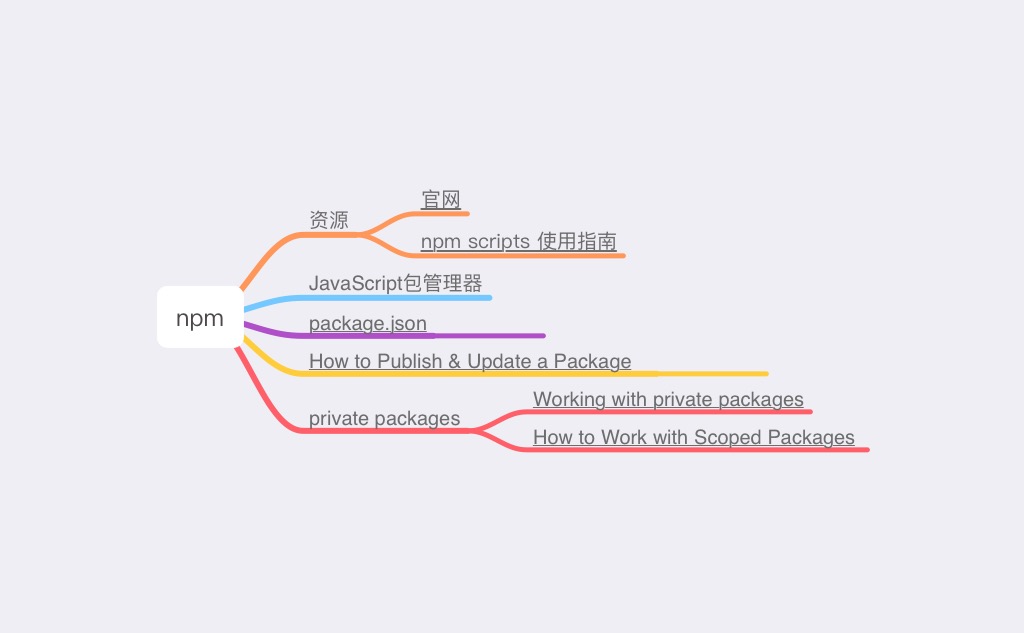 npm
资源
官网
npm scripts 使用指南
JavaScript包管理器
package.json
How to Publish & Update a Package
private packages
Working with private packages
How to Work with Scoped Packages